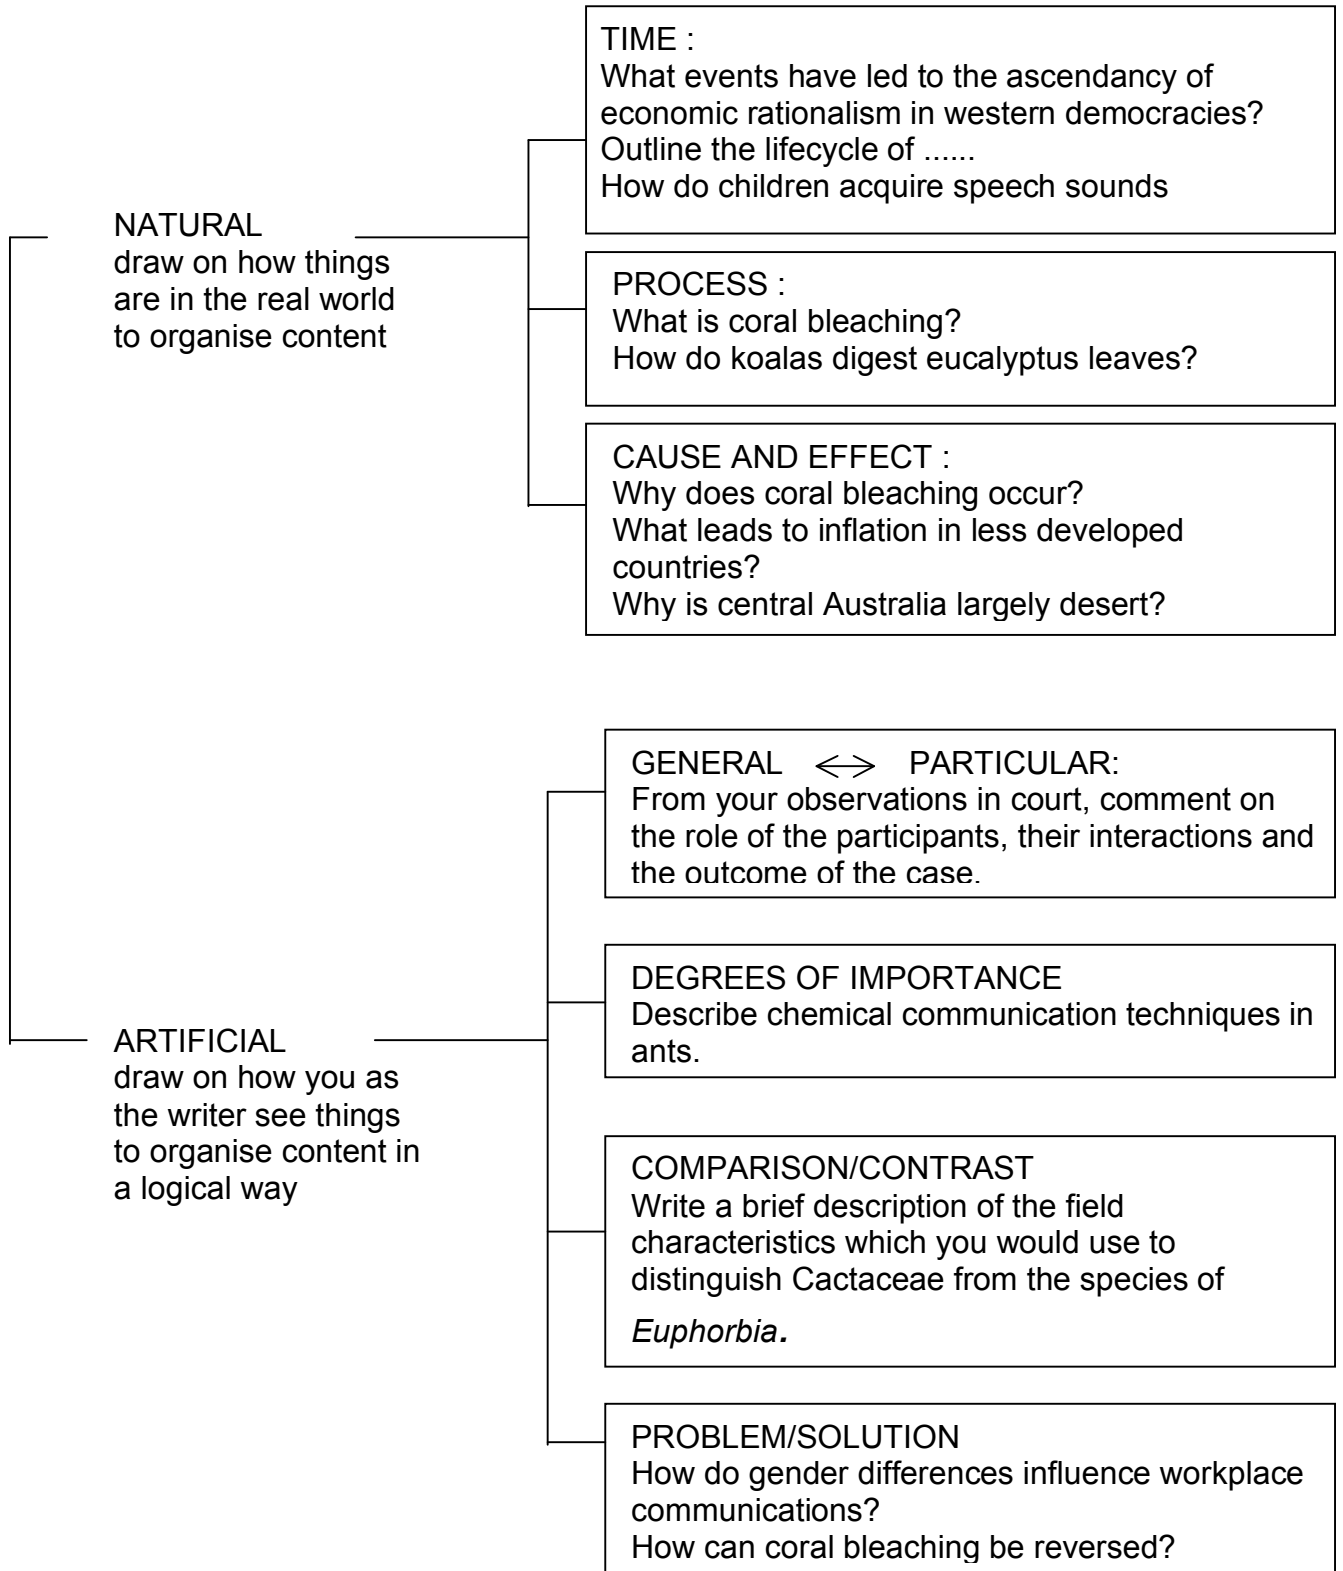 TIME :
What events have led to the ascendancy of
economic rationalism in western democracies?
Outline the lifecycle of ......
How do children acquire speech sounds
NATURAL
draw on how things
are in the real world
to organise content
PROCESS :
What is coral bleaching?
How do koalas digest eucalyptus leaves?
CAUSE AND EFFECT :
Why does coral bleaching occur?
What leads to inflation in less developed
countries?
Why is central Australia largely desert?
GENERAL <-> PARTICULAR:
From your observations in court, comment on
the role of the participants, their interactions and
the outcome of the case.
DEGREES OF IMPORTANCE
Describe chemical communication techniques in
ants.
ARTIFICIAL
draw on how you as
the writer see things
to organise content in
a logical way
COMPARISON/CONTRAST
Write a brief description of the field
characteristics which you would use to
distinguish Cactaceae from the species of
Euphorbia.
PROBLEM/SOLUTION
How do gender differences influence workplace
communications?
How can coral bleaching be reversed?